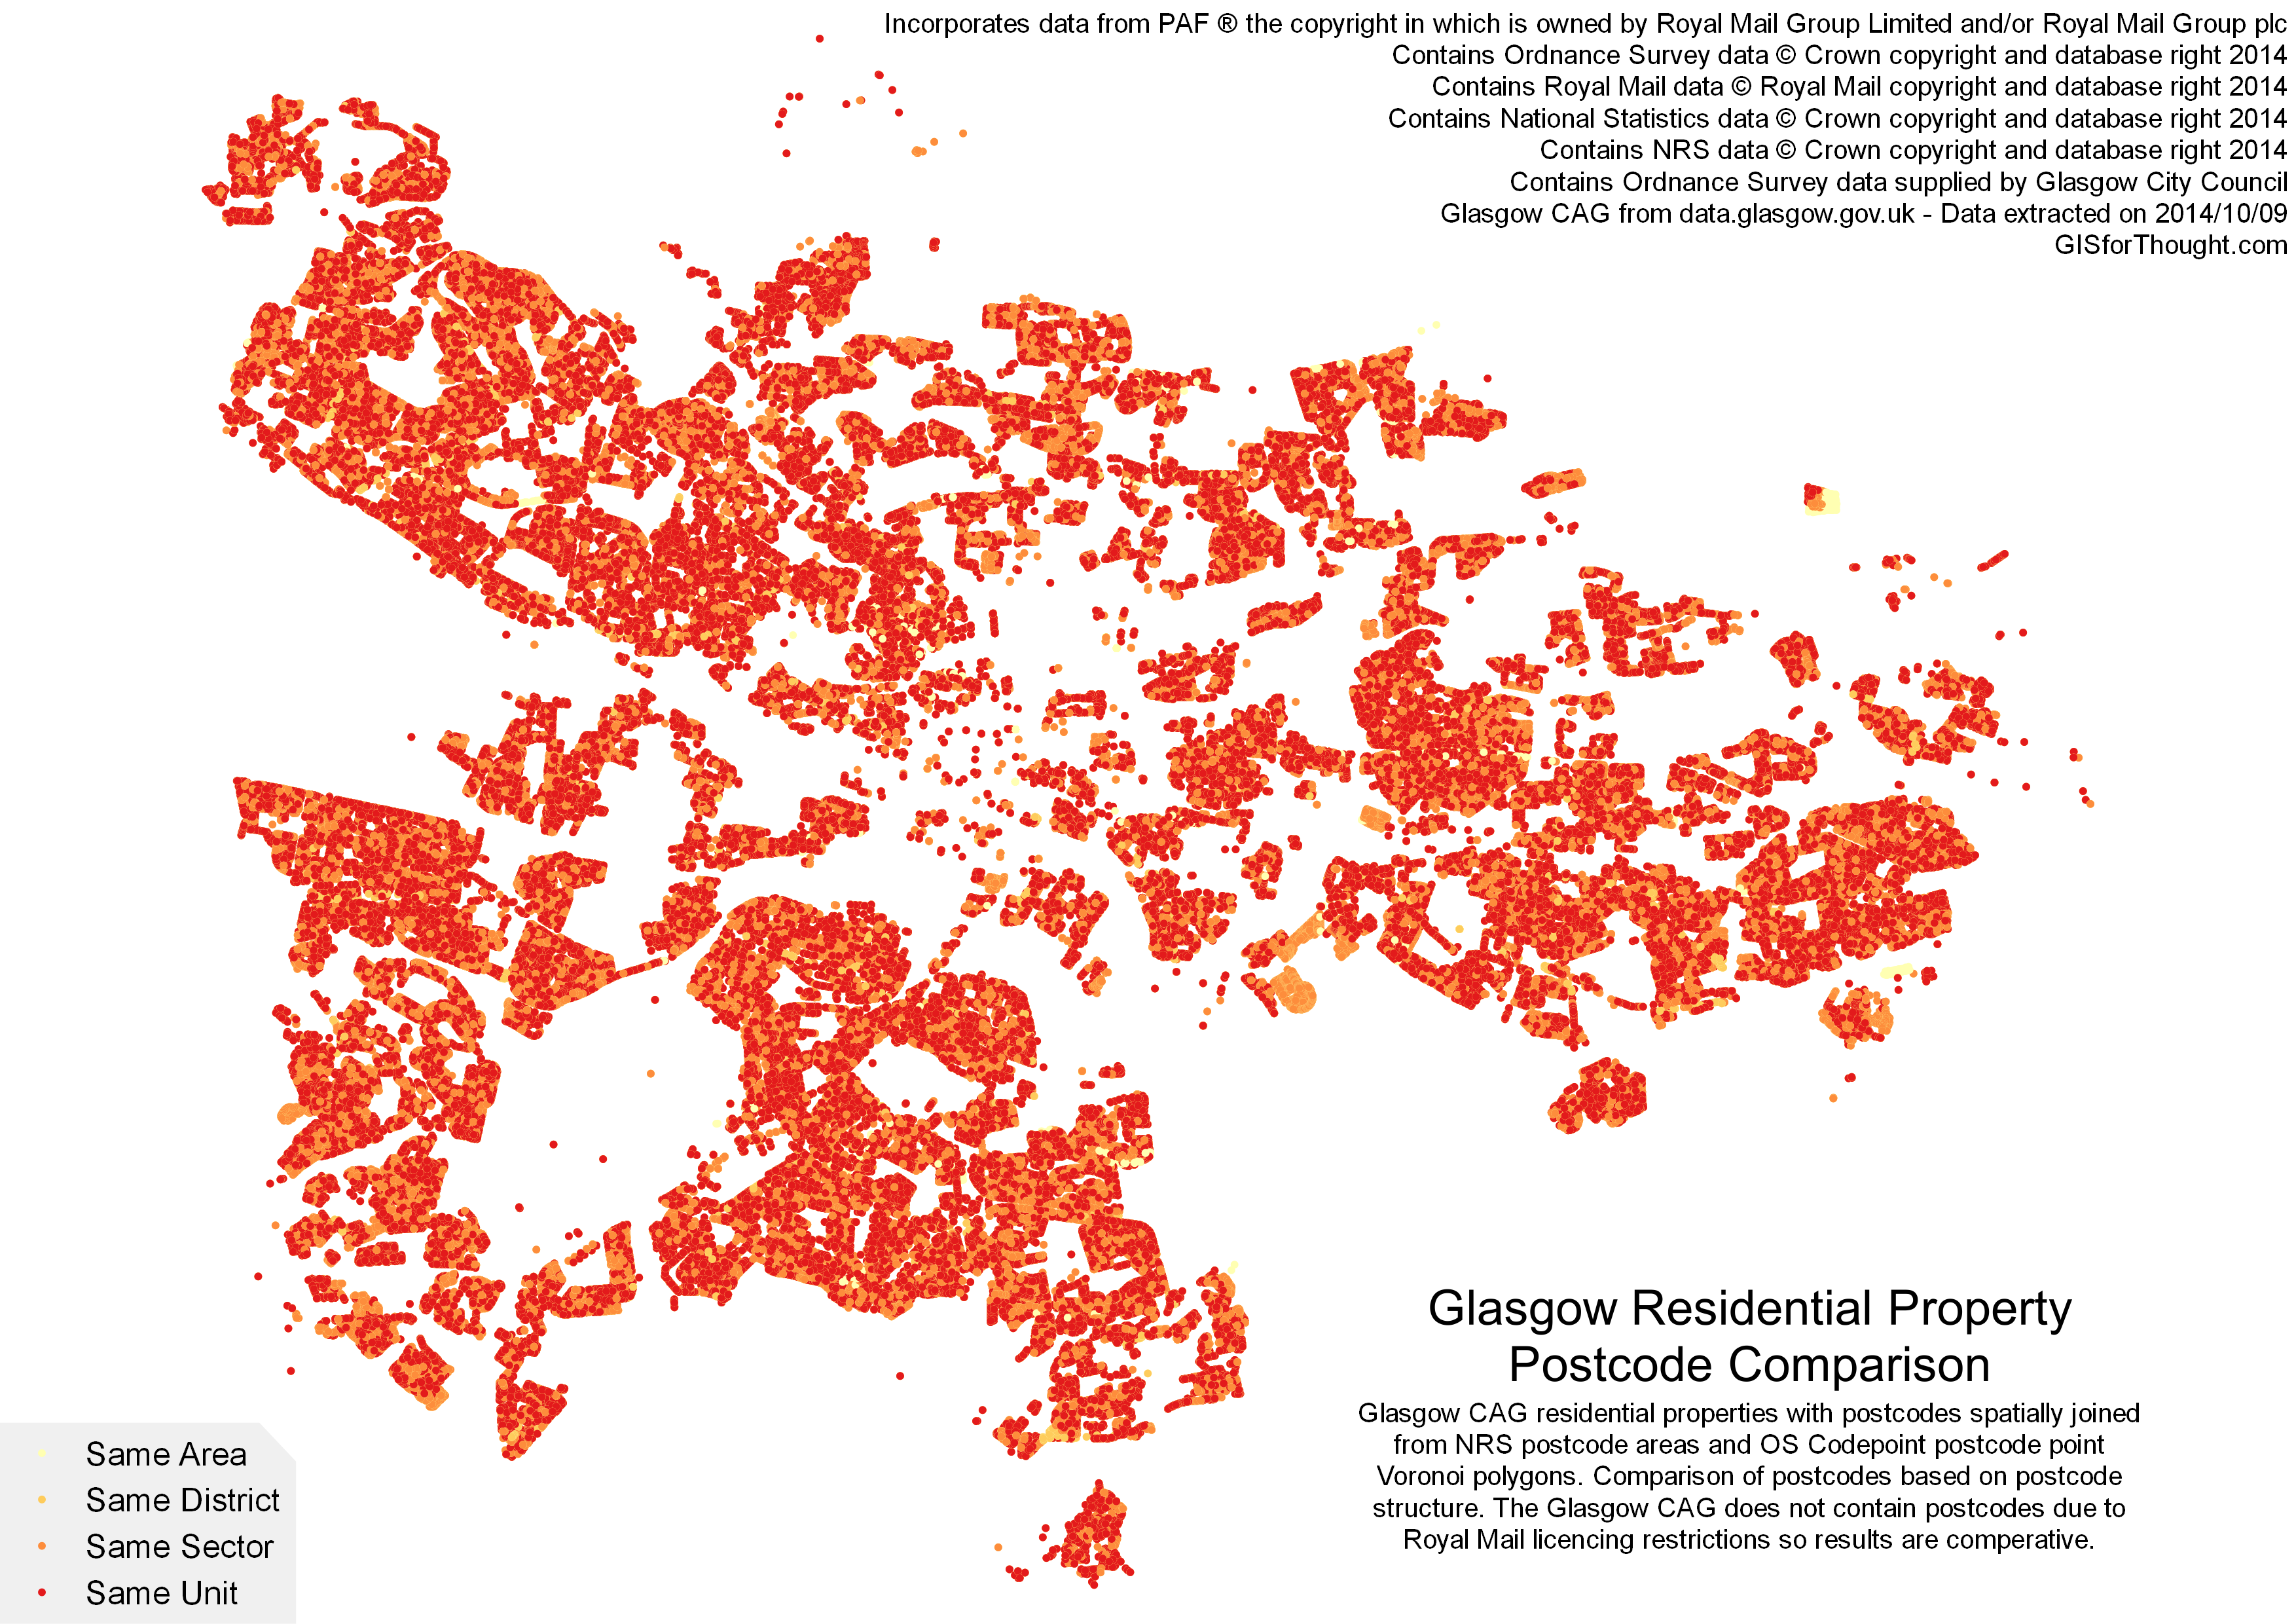 Incorporates data from PAF ® the copyright in which is owned by Royal Mail Group Limited and/or Royal Mail Group plc
Contains Ordnance Survey data © Crown copyright and database right 2014
Contains Royal Mail data © Royal Mail copyright and database right 2014
Contains National Statistics data © Crown copyright and database right 2014
Contains NRS data © Crown copyright and database right 2014
Contains Ordnance Survey data supplied by Glasgow City Council
Glasgow CAG from data.glasgow.gov.uk - Data extracted on 2014/10/09
GISforThought.com
Glasgow Residential Property
Postcode Comparison
Glasgow CAG residential properties with postcodes spatially joined
from NRS postcode areas and OS Codepoint postcode point
Voronoi polygons. Comparison of postcodes based on postcode
structure. The Glasgow CAG does not contain postcodes due to
Royal Mail licencing restrictions so results are comperative.
Same Area
Same District
Same Sector
Same Unit